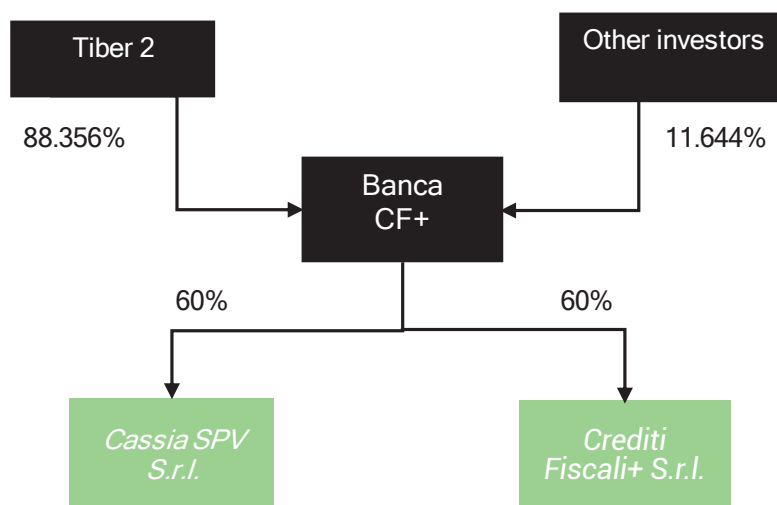 Tiber 2
Other investors
88.356%
11.644%
Banca
CF+
60%
60%
Cassia SPV
S.r.l.
Crediti
Fiscali+ S.r.l.